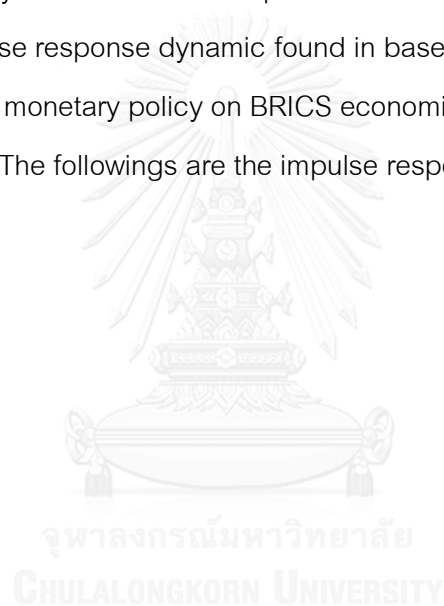 se response dynamic found in base
monetary policy on BRICS economi
The followings are the impulse resp
จุฬาลงกรณ์มหาวิทยาลัย
CHULALONGKORN UNIVERSITY